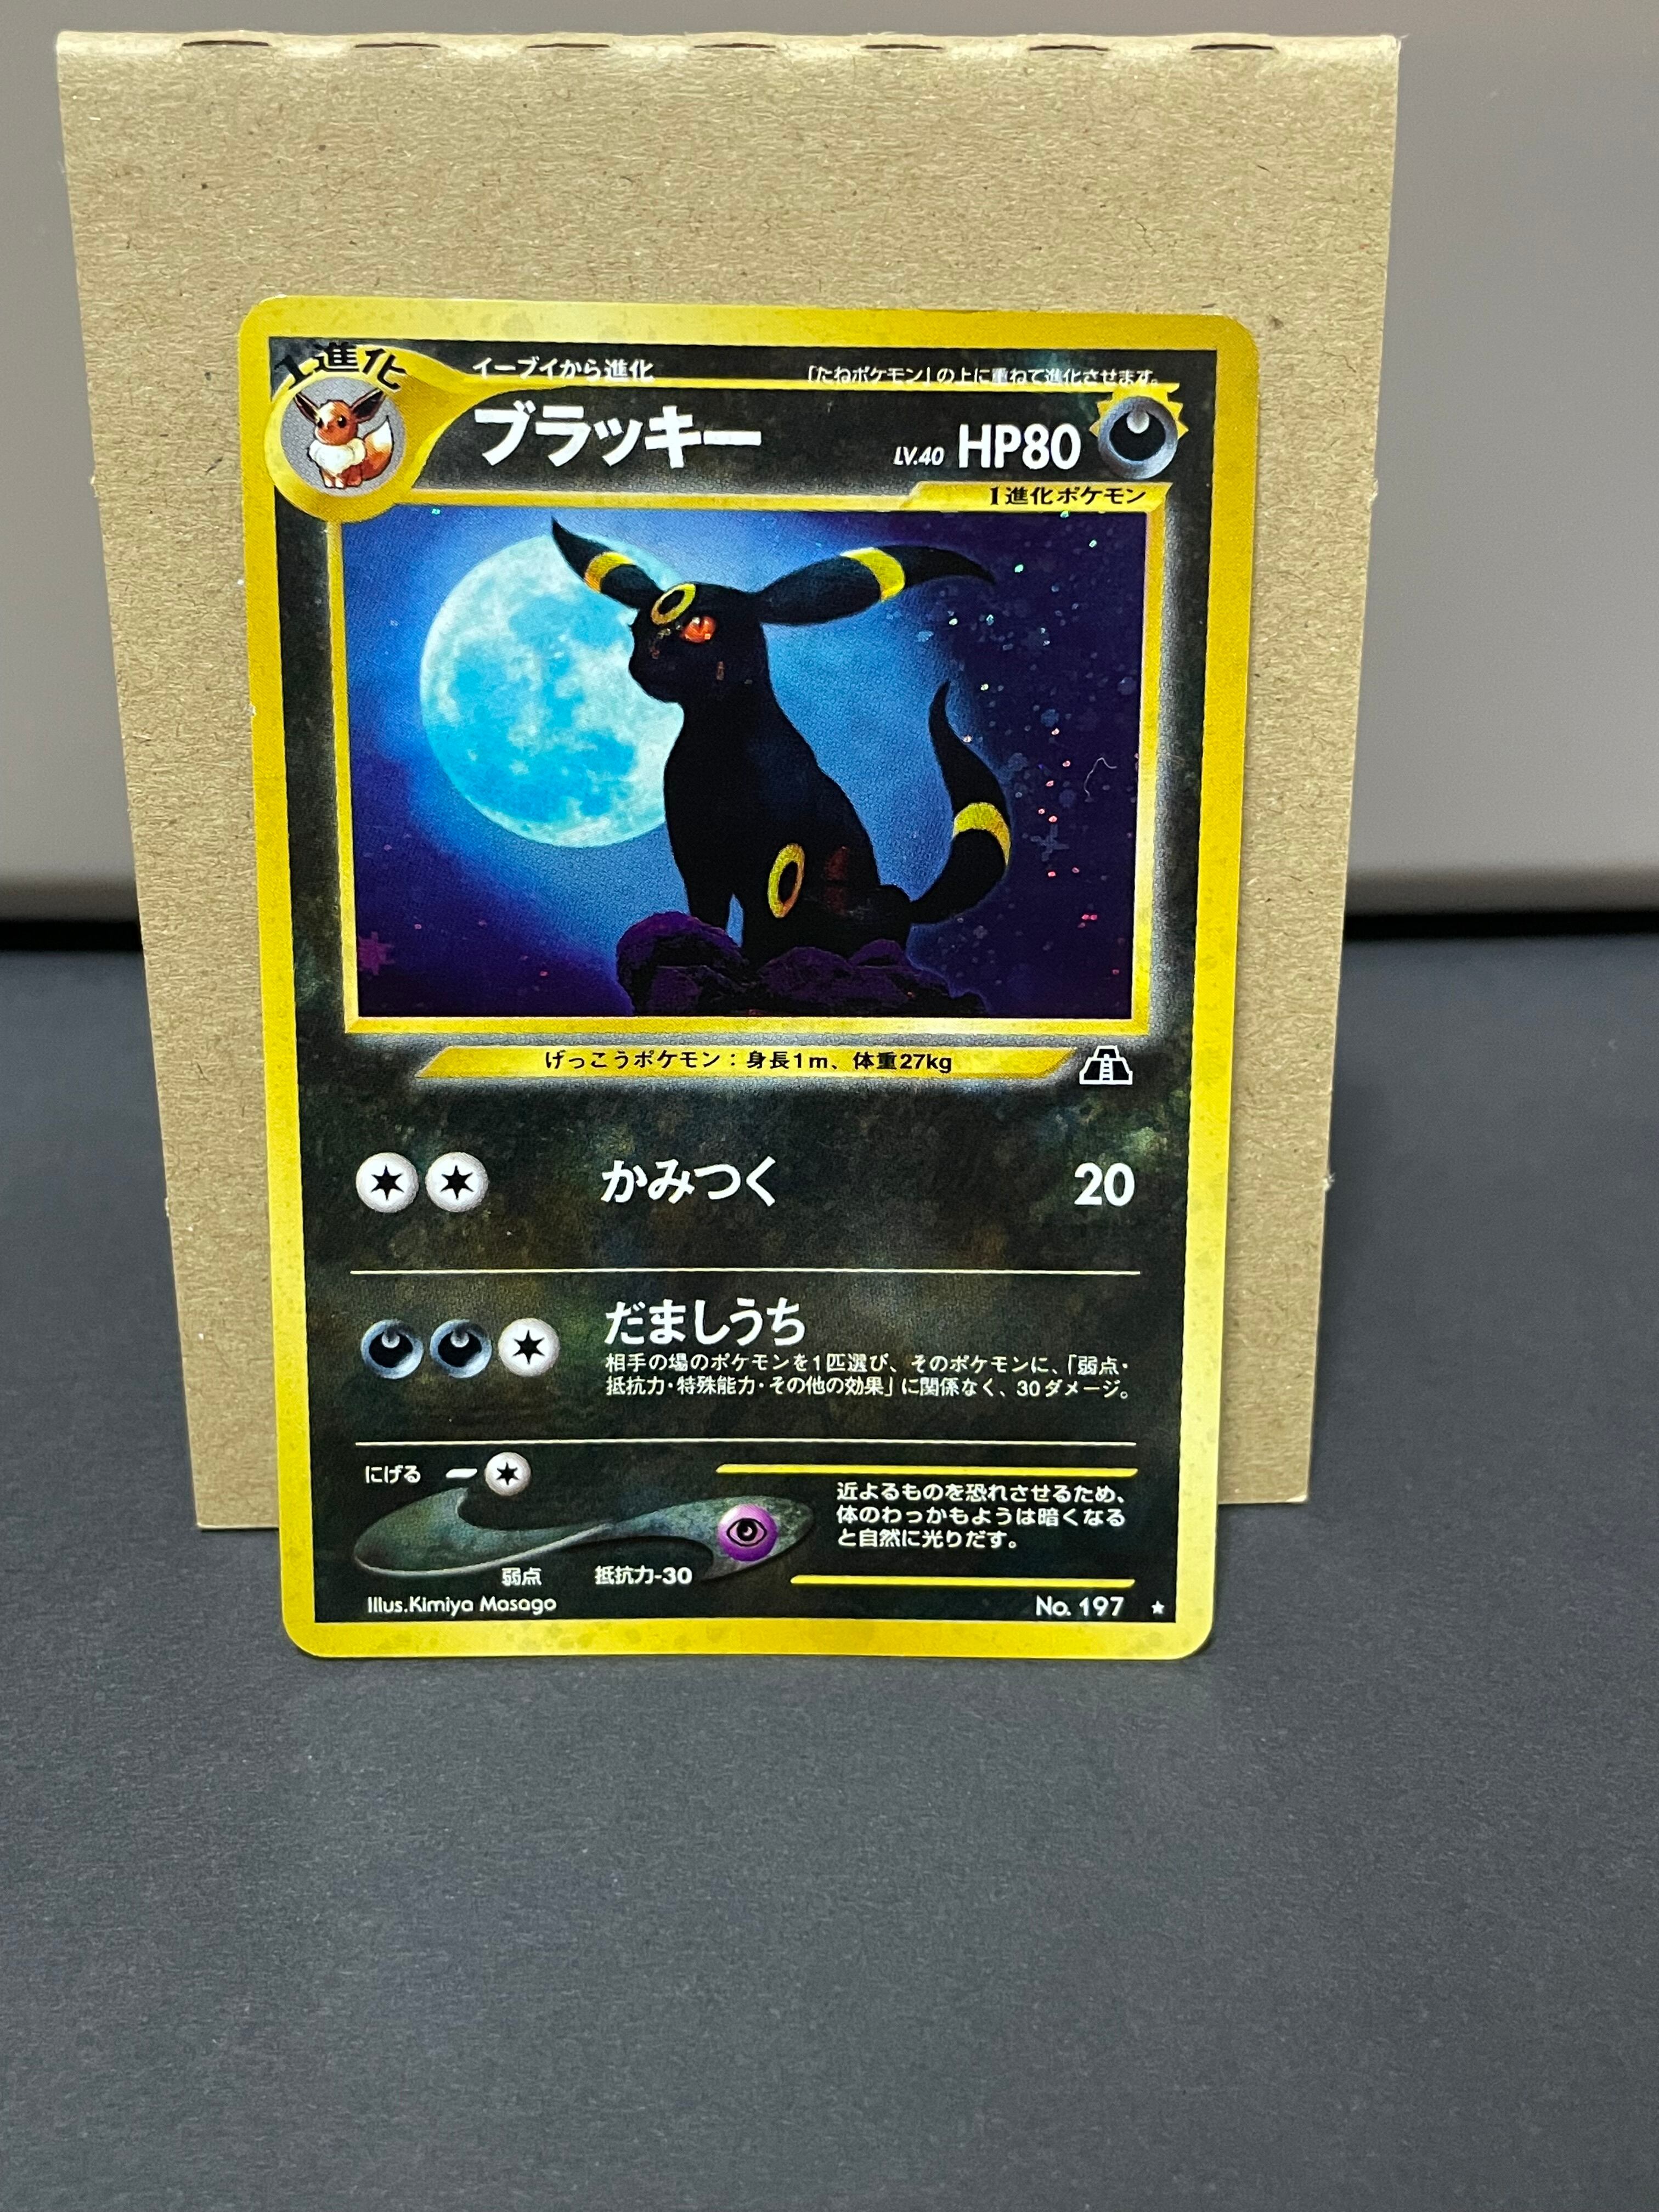 1進化
イーブイから進化
「たねポケモン」の上に重ねて進化させます。
ブラッキー
LV.40 HP80
1進化ポケモン
げっこうポケモン：身長1m、体重27kg
かみつく 20
だましうち
相手の場のポケモンを1匹選び、そのポケモンに、「弱点・
抵抗力・特殊能力・その他の効果」に関係なく、30ダメージ。
にげる
近よるものを恐れさせるため、
体のわっかもようは暗くなる
と自然に光りだす。
弱点 抵抗力-30
Illus.Kimiya Masago
No. 197 ★